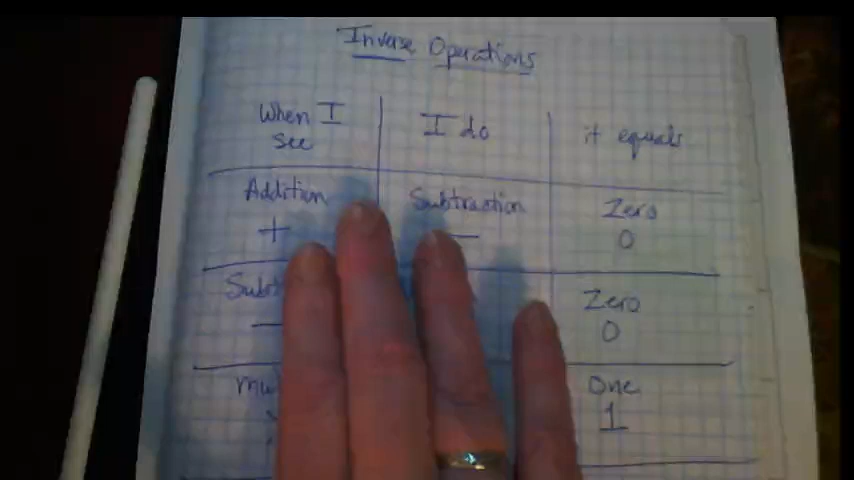 Inverse Operations
When I see
I do
it equals
Addition
+
Subtraction
—
Zero
0
—
Zero
0
One
1